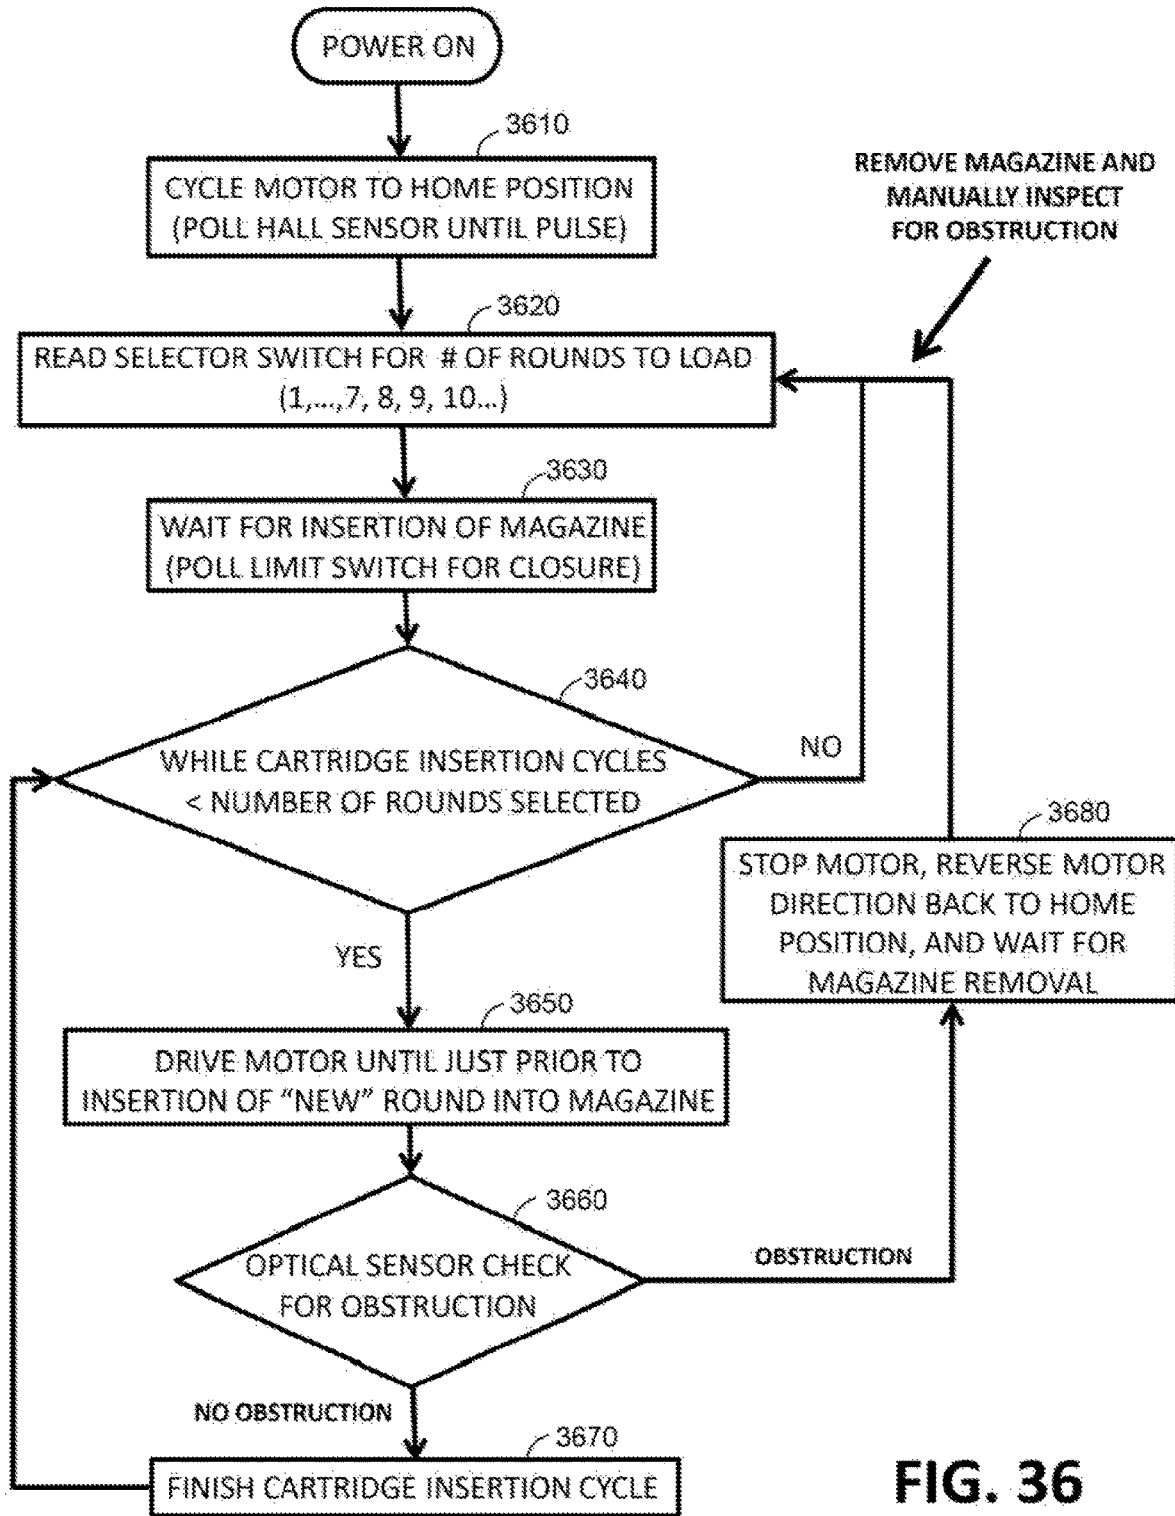 POWER ON
3610
CYCLE MOTOR TO HOME POSITION
(POLL HALL SENSOR UNTIL PULSE)
REMOVE MAGAZINE AND
MANUALLY INSPECT
FOR OBSTRUCTION
3620
READ SELECTOR SWITCH FOR # OF ROUNDS TO LOAD
(1,...,7, 8, 9, 10...)
3630
WAIT FOR INSERTION OF MAGAZINE
(POLL LIMIT SWITCH FOR CLOSURE)
3640
WHILE CARTRIDGE INSERTION CYCLES
< NUMBER OF ROUNDS SELECTED
NO
YES
3680
STOP MOTOR, REVERSE MOTOR
DIRECTION BACK TO HOME
POSITION, AND WAIT FOR
MAGAZINE REMOVAL
3650
DRIVE MOTOR UNTIL JUST PRIOR TO
INSERTION OF “NEW” ROUND INTO MAGAZINE
3660
OPTICAL SENSOR CHECK
FOR OBSTRUCTION
OBSTRUCTION
NO OBSTRUCTION
3670
FINISH CARTRIDGE INSERTION CYCLE
FIG. 36